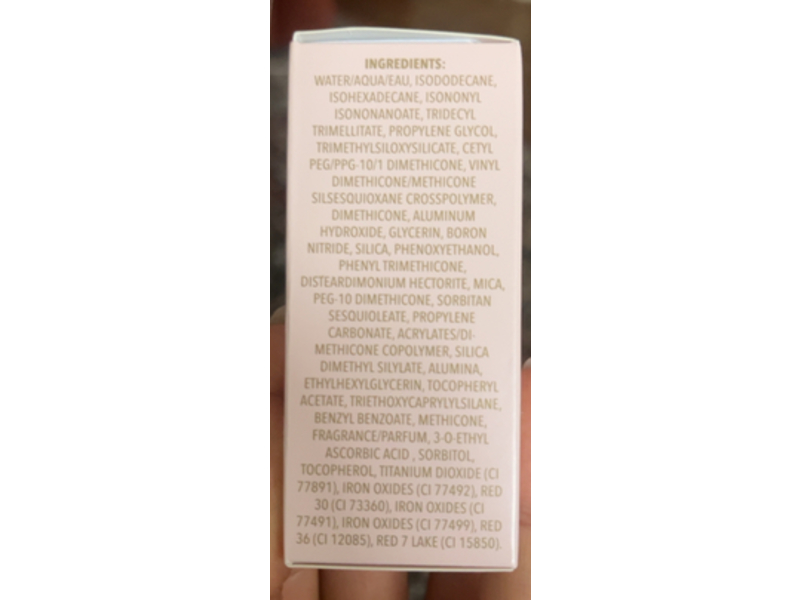 INGREDIENTS:
WATER/AQUA/EAU, ISODODECANE,
ISOHEXADECANE, ISONONYL
ISONONANOATE, TRIDECYL
TRIMELLITATE, PROPYLENE GLYCOL,
TRIMETHYLSILOXYSILICATE, CETYL
PEG/PPG-10/1 DIMETHICONE, VINYL
DIMETHICONE/METHICONE
SILSESQUIOXANE CROSSPOLYMER,
DIMETHICONE, ALUMINUM
HYDROXIDE, GLYCERIN, BORON
NITRIDE, SILICA, PHENOXYETHANOL,
PHENYL TRIMETHICONE,
DISTEARDIMONIUM HECTORITE, MICA,
PEG-10 DIMETHICONE, SORBITAN
SESQUIOLEATE, PROPYLENE
CARBONATE, ACRYLATES/DI-
METHICONE COPOLYMER, SILICA
DIMETHYL SILYLATE, ALUMINA,
ETHYLHEXYLGLYCERIN, TOCOPHERYL
ACETATE, TRIETHOXYCAPRYLYLSILANE,
BENZYL BENZOATE, METHICONE,
FRAGRANCE/PARFUM, 3-O-ETHYL
ASCORBIC ACID , SORBITOL,
TOCOPHEROL, TITANIUM DIOXIDE (CI
77891), IRON OXIDES (CI 77492), RED
30 (CI 73360), IRON OXIDES (CI
77491), IRON OXIDES (CI 77499), RED
36 (CI 12085), RED 7 LAKE (CI 15850).